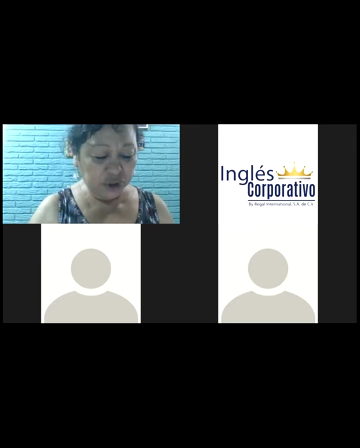 Inglés
Corporativo
By Regal International, S.A. de C.V.